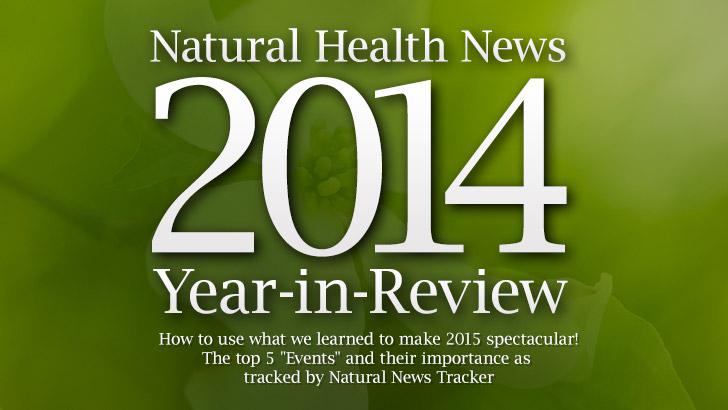 Natural Health News
2014
Year-in-Review
How to use what we learned to make 2015 spectacular!
The top 5 "Events" and their importance as
tracked by Natural News Tracker